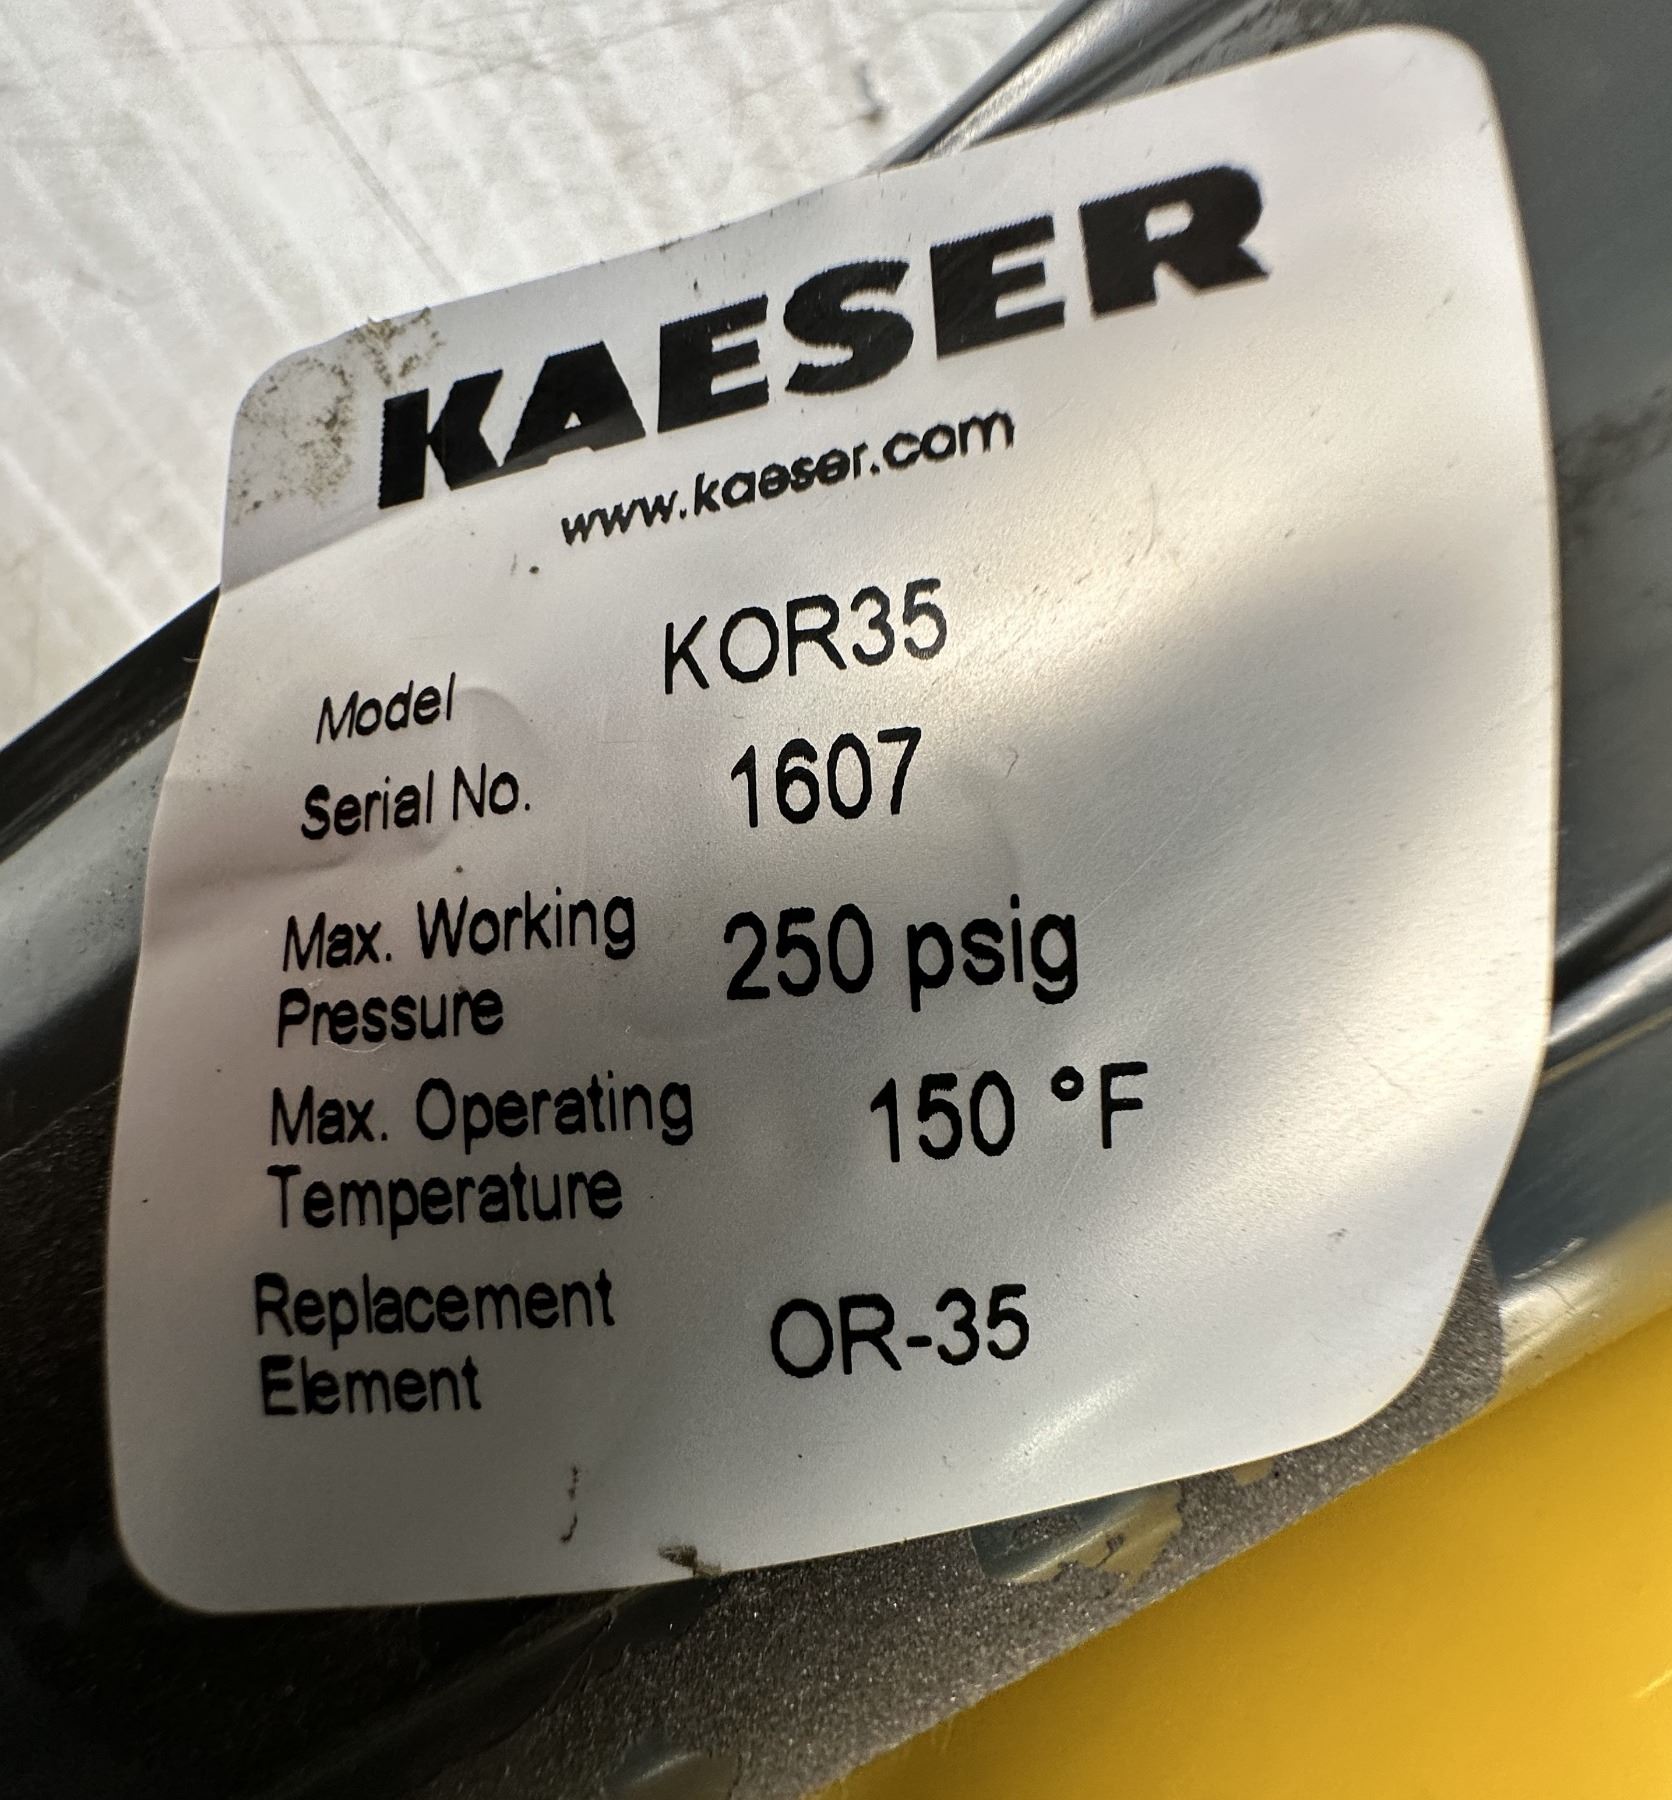 KAESER
www.kaeser.com
Model KOR35
Serial No. 1607
Max. Working
Pressure 250 psig
Max. Operating
Temperature 150 °F
Replacement
Element OR-35